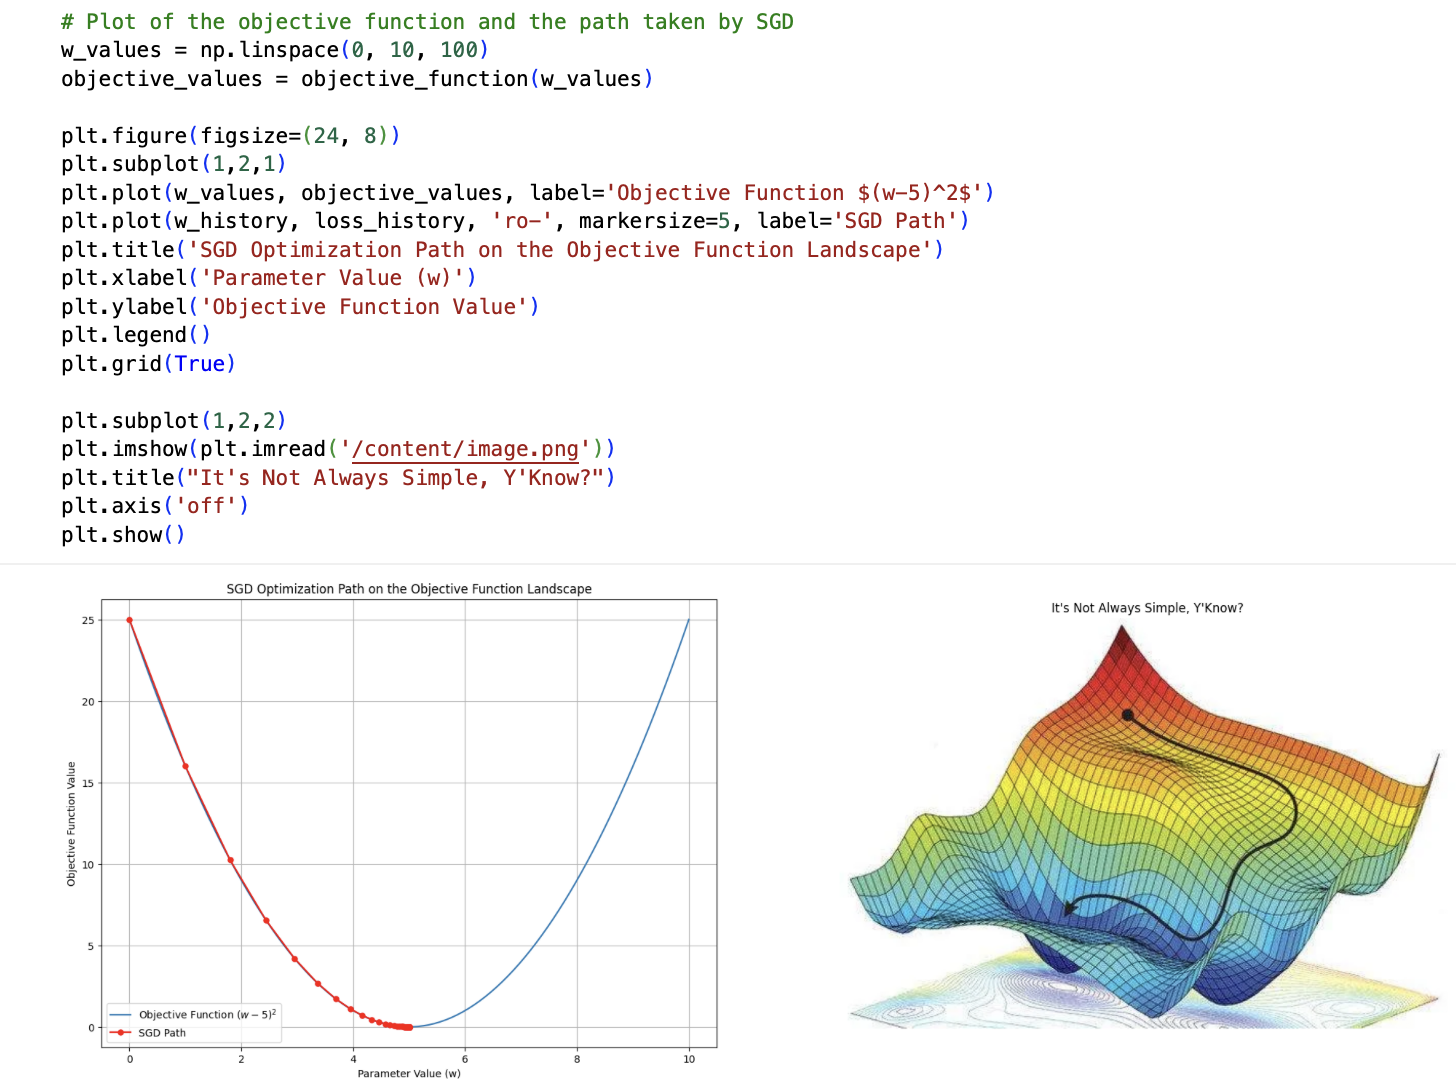 # Plot of the objective function and the path taken by SGD
w_values = np.linspace(0, 10, 100)
objective_values = objective_function(w_values)
plt.figure(figsize=(24, 8))
plt.subplot(1,2,1)
plt.plot(w_values, objective_values, label='Objective Function $(w-5)^2$')
plt.plot(w_history, loss_history, 'ro-', markersize=5, label='SGD Path')
plt.title('SGD Optimization Path on the Objective Function Landscape')
plt.xlabel('Parameter Value (w)')
plt.ylabel('Objective Function Value')
plt.legend()
plt.grid(True)
plt.subplot(1,2,2)
plt.imshow(plt.imread('/content/image.png'))
plt.title("It's Not Always Simple, Y'Know?")
plt.axis('off')
plt.show()
SGD Optimization Path on the Objective Function Landscape
25
20
15
10
5
0
Objective Function Value
Objective Function (w − 5)²
SGD Path
0 2 4 6 8 10
Parameter Value (w)
It's Not Always Simple, Y'Know?